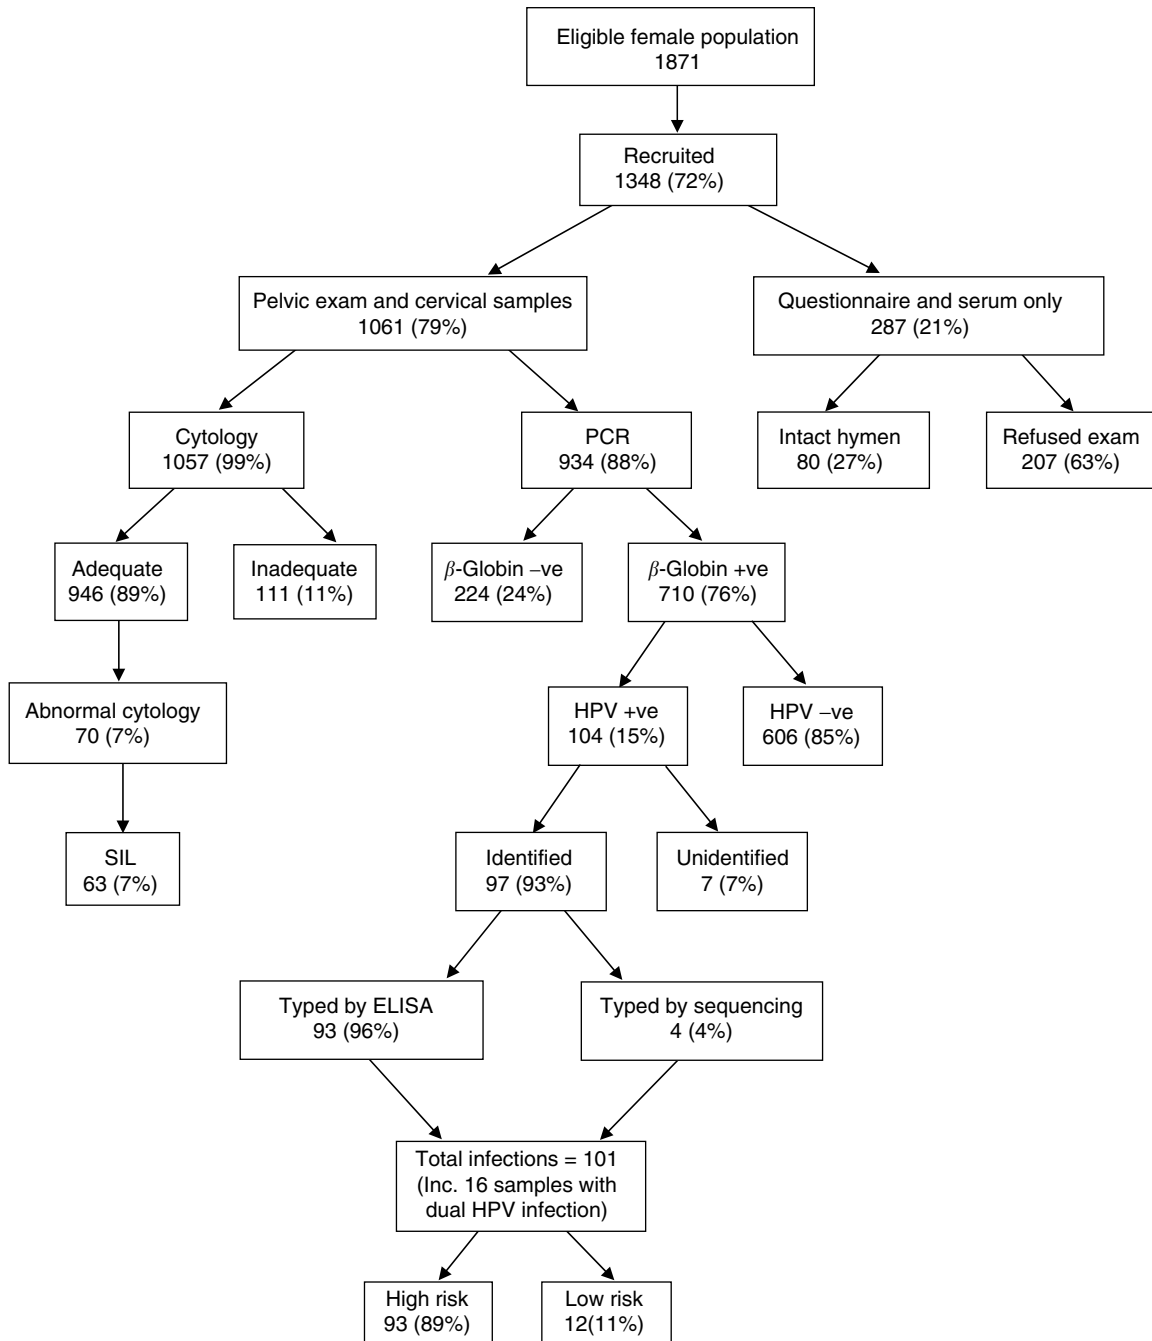 Eligible female population
1871
Recruited
1348 (72%)
Pelvic exam and cervical samples
1061 (79%)
Questionnaire and serum only
287 (21%)
Cytology
1057 (99%)
PCR
934 (88%)
Intact hymen
80 (27%)
Refused exam
207 (63%)
Adequate
946 (89%)
Inadequate
111 (11%)
β-Globin –ve
224 (24%)
β-Globin +ve
710 (76%)
Abnormal cytology
70 (7%)
HPV +ve
104 (15%)
HPV –ve
606 (85%)
SIL
63 (7%)
Identified
97 (93%)
Unidentified
7 (7%)
Typed by ELISA
93 (96%)
Typed by sequencing
4 (4%)
Total infections = 101
(Inc. 16 samples with
dual HPV infection)
High risk
93 (89%)
Low risk
12(11%)